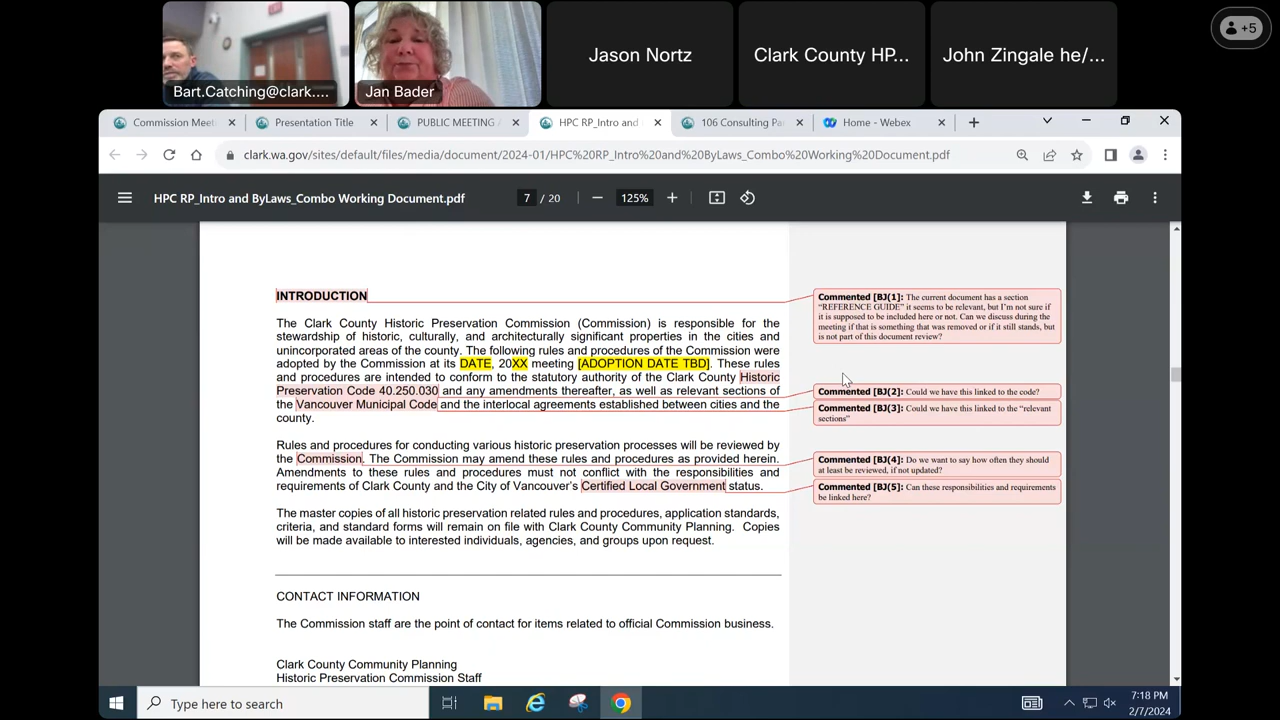 +5
Bart.Catching@clark....
Jan Bader
Jason Nortz
Clark County HP...
John Zingale he/...
Commission Meet
Presentation Title
PUBLIC MEETING
HPC RP_Intro and
106 Consulting Pa
Home - Webex
clark.wa.gov/sites/default/files/media/document/2024-01/HPC%20RP_Intro%20and%20ByLaws_Combo%20Working%20Document.pdf
HPC RP_Intro and ByLaws_Combo Working Document.pdf
7 / 20
125%
INTRODUCTION
The Clark County Historic Preservation Commission (Commission) is responsible for the
stewardship of historic, culturally, and architecturally significant properties in the cities and
unincorporated areas of the county. The following rules and procedures of the Commission were
adopted by the Commission at its DATE, 20XX meeting [ADOPTION DATE TBD]. These rules
and procedures are intended to conform to the statutory authority of the Clark County Historic
Preservation Code 40.250.030 and any amendments thereafter, as well as relevant sections of
the Vancouver Municipal Code and the interlocal agreements established between cities and the
county.
Rules and procedures for conducting various historic preservation processes will be reviewed by
the Commission. The Commission may amend these rules and procedures as provided herein.
Amendments to these rules and procedures must not conflict with the responsibilities and
requirements of Clark County and the City of Vancouver's Certified Local Government status.
The master copies of all historic preservation related rules and procedures, application standards,
criteria, and standard forms will remain on file with Clark County Community Planning. Copies
will be made available to interested individuals, agencies, and groups upon request.
CONTACT INFORMATION
The Commission staff are the point of contact for items related to official Commission business.
Clark County Community Planning
Historic Preservation Commission Staff
Commented [BJ(1]: The current document has a section
“REFERENCE GUIDE” it seems to be relevant, but I'm not sure if
it is supposed to be included here or not. Can we discuss during the
meeting if that is something that was removed or if it still stands, but
is not part of this document review?
Commented [BJ(2]: Could we have this linked to the code?
Commented [BJ(3]: Could we have this linked to the “relevant
sections”
Commented [BJ(4]: Do we want to say how often they should
at least be reviewed, if not updated?
Commented [BJ(5]: Can these responsibilities and requirements
be linked here?
Type here to search
7:18 PM
2/7/2024